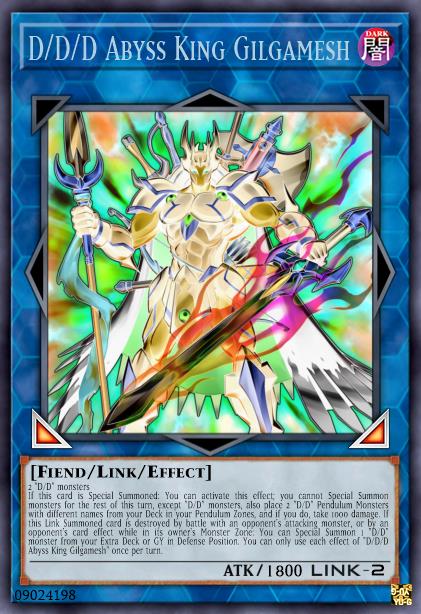 D/D/D Abyss King Gilgamesh
DARK
闇
[Fiend/Link/Effect]
2 "D/D" monsters
If this card is Special Summoned: You can activate this effect; you cannot Special Summon
monsters for the rest of this turn, except "D/D" monsters, also place 2 "D/D" Pendulum Monsters
with different names from your Deck in your Pendulum Zones, and if you do, take 1000 damage. If
this Link Summoned card is destroyed by battle with an opponent's attacking monster, or by an
opponent's card effect while in its owner's Monster Zone: You can Special Summon 1 "D/D"
monster from your Extra Deck or GY in Defense Position. You can only use each effect of "D/D/D
Abyss King Gilgamesh" once per turn.
ATK/1800 LINK-2
09024198